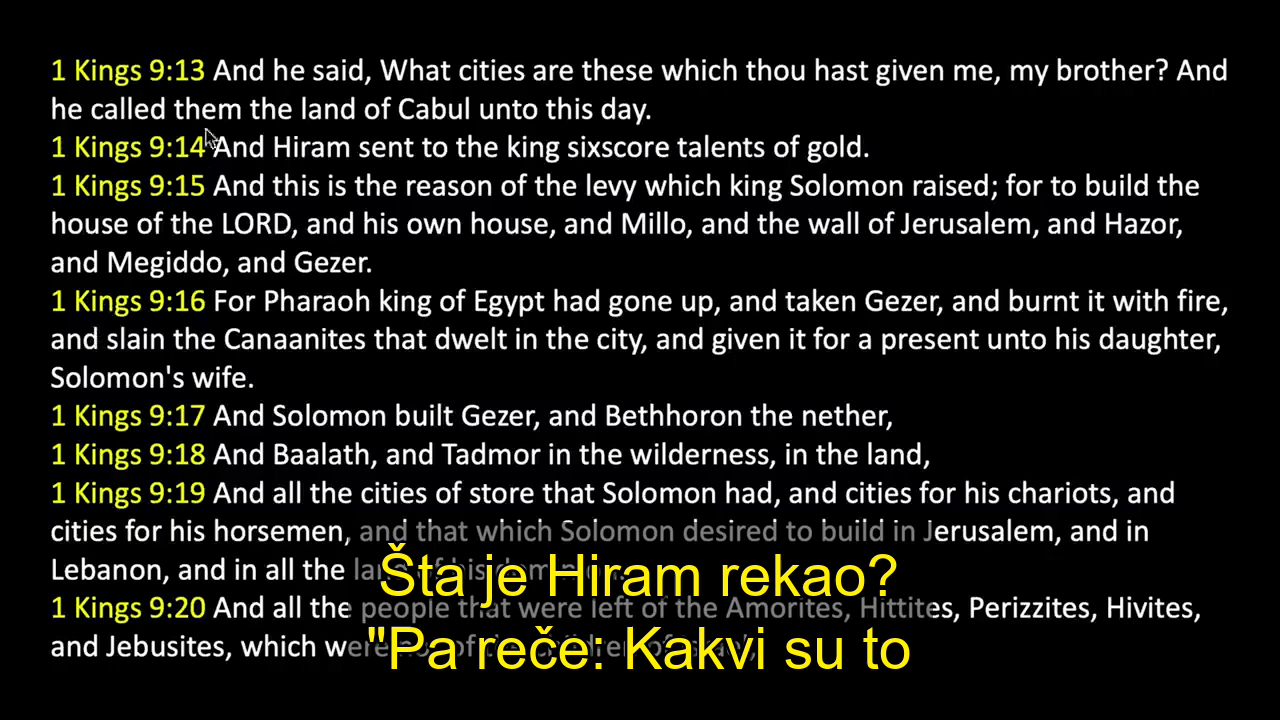 1 Kings 9:13 And he said, What cities are these which thou hast given me, my brother? And
he called them the land of Cabul unto this day.
1 Kings 9:14 And Hiram sent to the king sixscore talents of gold.
1 Kings 9:15 And this is the reason of the levy which king Solomon raised; for to build the
house of the LORD, and his own house, and Millo, and the wall of Jerusalem, and Hazor,
and Megiddo, and Gezer.
1 Kings 9:16 For Pharaoh king of Egypt had gone up, and taken Gezer, and burnt it with fire,
and slain the Canaanites that dwelt in the city, and given it for a present unto his daughter,
Solomon's wife.
1 Kings 9:17 And Solomon built Gezer, and Bethhoron the nether,
1 Kings 9:18 And Baalath, and Tadmor in the wilderness, in the land,
1 Kings 9:19 And all the cities of store that Solomon had, and cities for his chariots, and
cities for his horsemen, and that which Solomon desired to build in Jerusalem, and in
Lebanon, and in all the land of his dominion.
Šta je Hiram rekao?
1 Kings 9:20 And all the people that were left of the Amorites, Hittites, Perizzites, Hivites,
and Jebusites, which were not of the children of Israel,
"Pa reče: Kakvi su to